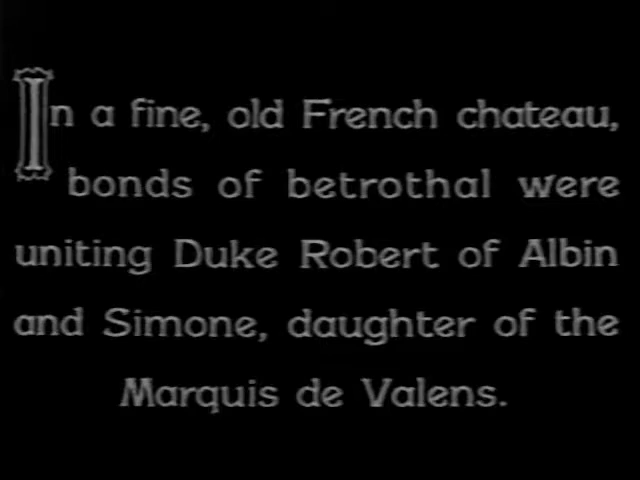 In a fine, old French chateau,
bonds of betrothal were
uniting Duke Robert of Albin
and Simone, daughter of the
Marquis de Valens.